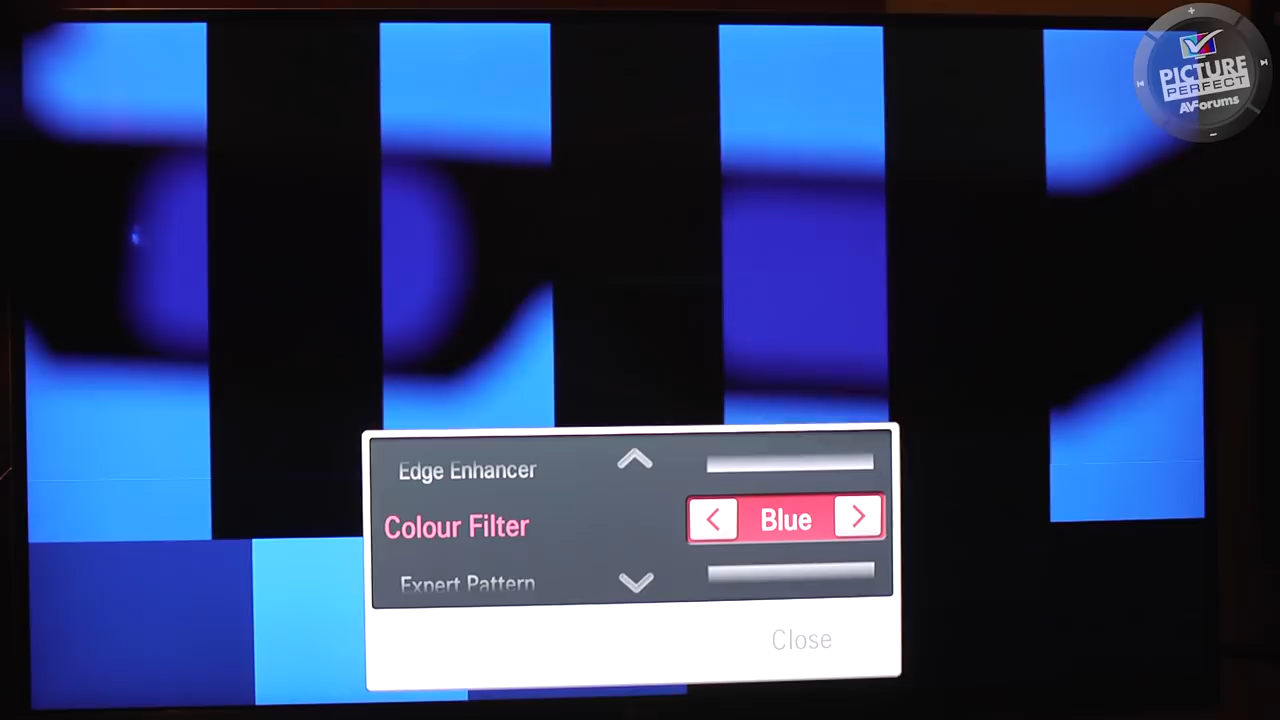 PICTURE
PERFECT
AVForums
Edge Enhancer
Colour Filter
Blue
Expert Pattern
Close